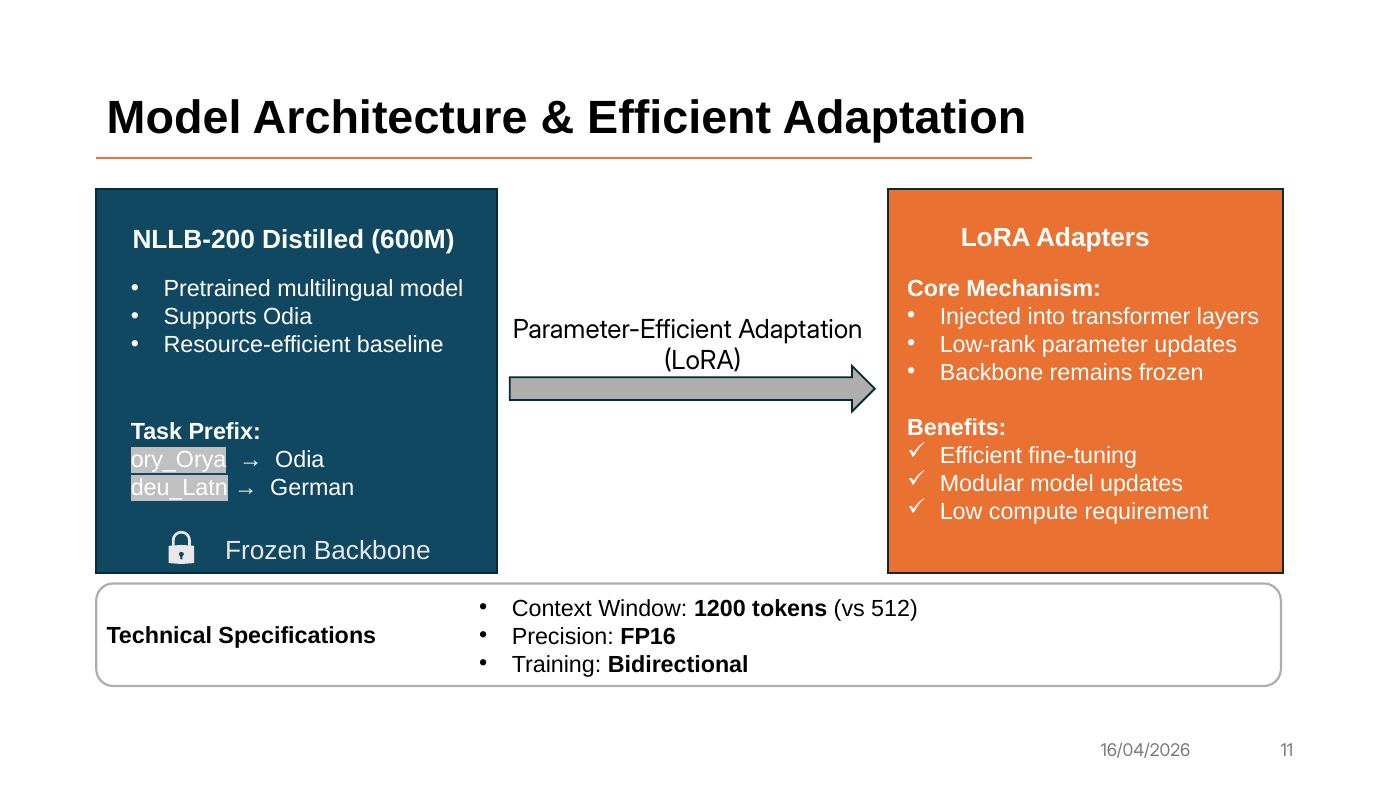 Model Architecture & Efficient Adaptation
NLLB-200 Distilled (600M)
• Pretrained multilingual model
• Supports Odia
• Resource-efficient baseline
Task Prefix:
ory_Orya → Odia
deu_Latn → German
Frozen Backbone
Parameter-Efficient Adaptation
(LoRA)
LoRA Adapters
Core Mechanism:
• Injected into transformer layers
• Low-rank parameter updates
• Backbone remains frozen
Benefits:
✓ Efficient fine-tuning
✓ Modular model updates
✓ Low compute requirement
Technical Specifications
• Context Window: 1200 tokens (vs 512)
• Precision: FP16
• Training: Bidirectional
16/04/2026
11